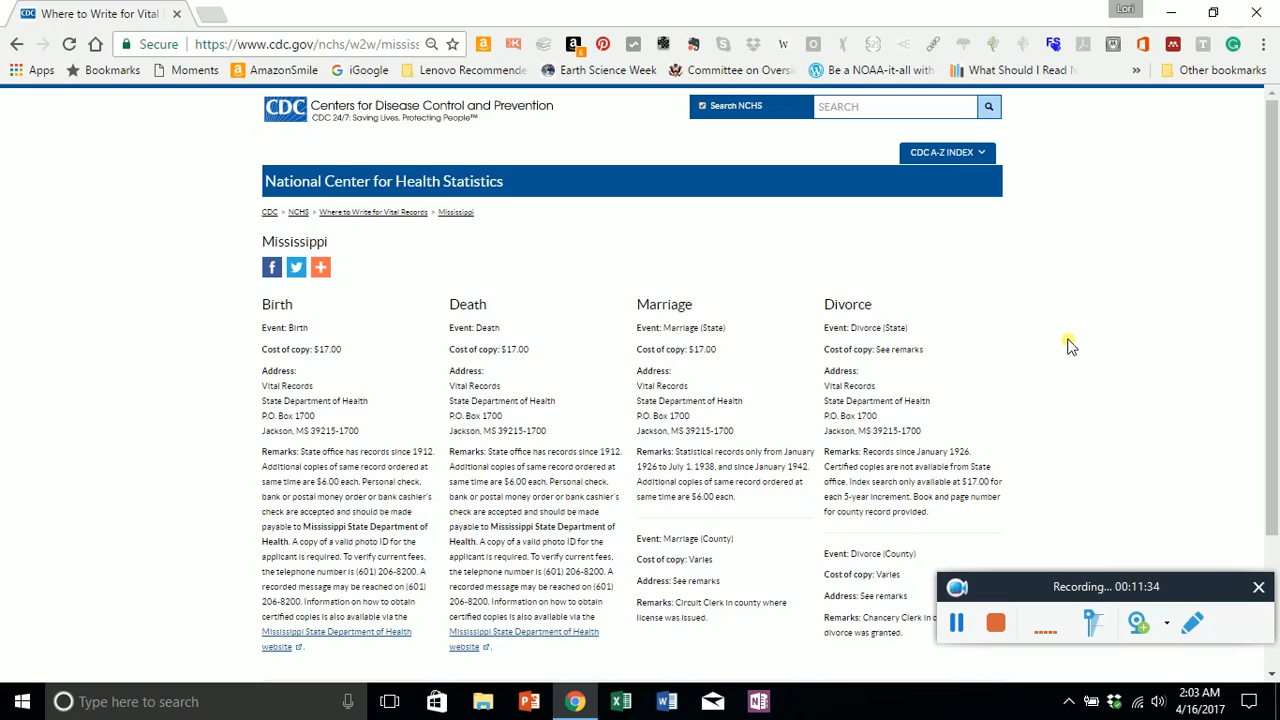 Where to Write for Vital
Lori
Secure
https://www.cdc.gov/nchs/w2w/mississ
Apps
Bookmarks
Moments
AmazonSmile
iGoogle
Lenovo Recommende
Earth Science Week
Committee on Oversi
Be a NOAA-it-all with
What Should I Read N
»
Other bookmarks
CDC
Centers for Disease Control and Prevention
CDC 24/7: Saving Lives, Protecting People™
Search NCHS
SEARCH
CDC A-Z INDEX
National Center for Health Statistics
CDC > NCHS > Where to Write for Vital Records > Mississippi
Mississippi
Birth
Event: Birth
Cost of copy: $17.00
Address:
Vital Records
State Department of Health
P.O. Box 1700
Jackson, MS 39215-1700
Remarks: State office has records since 1912.
Additional copies of same record ordered at
same time are $6.00 each. Personal check,
bank or postal money order or bank cashier's
check are accepted and should be made
payable to Mississippi State Department of
Health. A copy of a valid photo ID for the
applicant is required. To verify current fees,
the telephone number is (601) 206-8200. A
recorded message may be reached on (601)
206-8200. Information on how to obtain
certified copies is also available via the
Mississippi State Department of Health
website .
Death
Event: Death
Cost of copy: $17.00
Address:
Vital Records
State Department of Health
P.O. Box 1700
Jackson, MS 39215-1700
Remarks: State office has records since 1912.
Additional copies of same record ordered at
same time are $6.00 each. Personal check,
bank or postal money order or bank cashier's
check are accepted and should be made
payable to Mississippi State Department of
Health. A copy of a valid photo ID for the
applicant is required. To verify current fees,
the telephone number is (601) 206-8200. A
recorded message may be reached on (601)
206-8200. Information on how to obtain
certified copies is also available via the
Mississippi State Department of Health
website .
Marriage
Event: Marriage (State)
Cost of copy: $17.00
Address:
Vital Records
State Department of Health
P.O. Box 1700
Jackson, MS 39215-1700
Remarks: Statistical records only from January
1926 to July 1, 1938, and since January 1942.
Additional copies of same record ordered at
same time are $6.00 each.
Event: Marriage (County)
Cost of copy: Varies
Address: See remarks
Remarks: Circuit Clerk in county where
license was issued.
Divorce
Event: Divorce (State)
Cost of copy: See remarks
Address:
Vital Records
State Department of Health
P.O. Box 1700
Jackson, MS 39215-1700
Remarks: Records since January 1926.
Certified copies are not available from State
office. Index search only available at $17.00 for
each 5-year increment. Book and page number
for county record provided.
Event: Divorce (County)
Cost of copy: Varies
Address: See remarks
Remarks: Chancery Clerk in c
divorce was granted.
Recording... 00:11:34
Type here to search
2:03 AM
4/16/2017